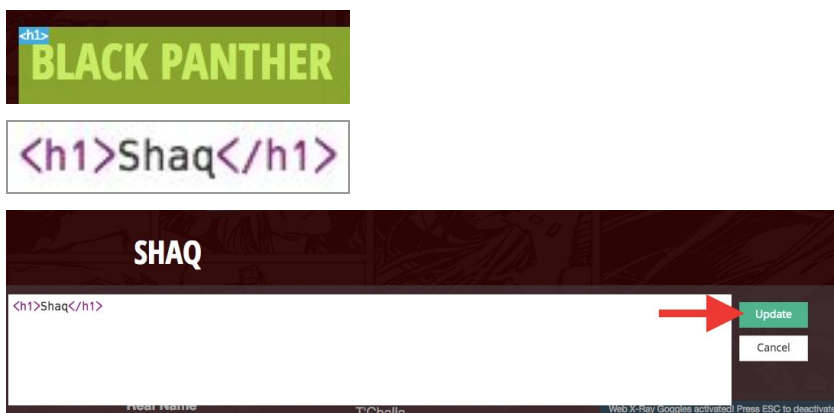 <h1>
BLACK PANTHER
<h1>Shaq</h1>
SHAQ
<h1>Shaq</h1>
Update
Cancel
Real Name
T'Challa
Web X-Ray Goggles activated! Press ESC to deactivate